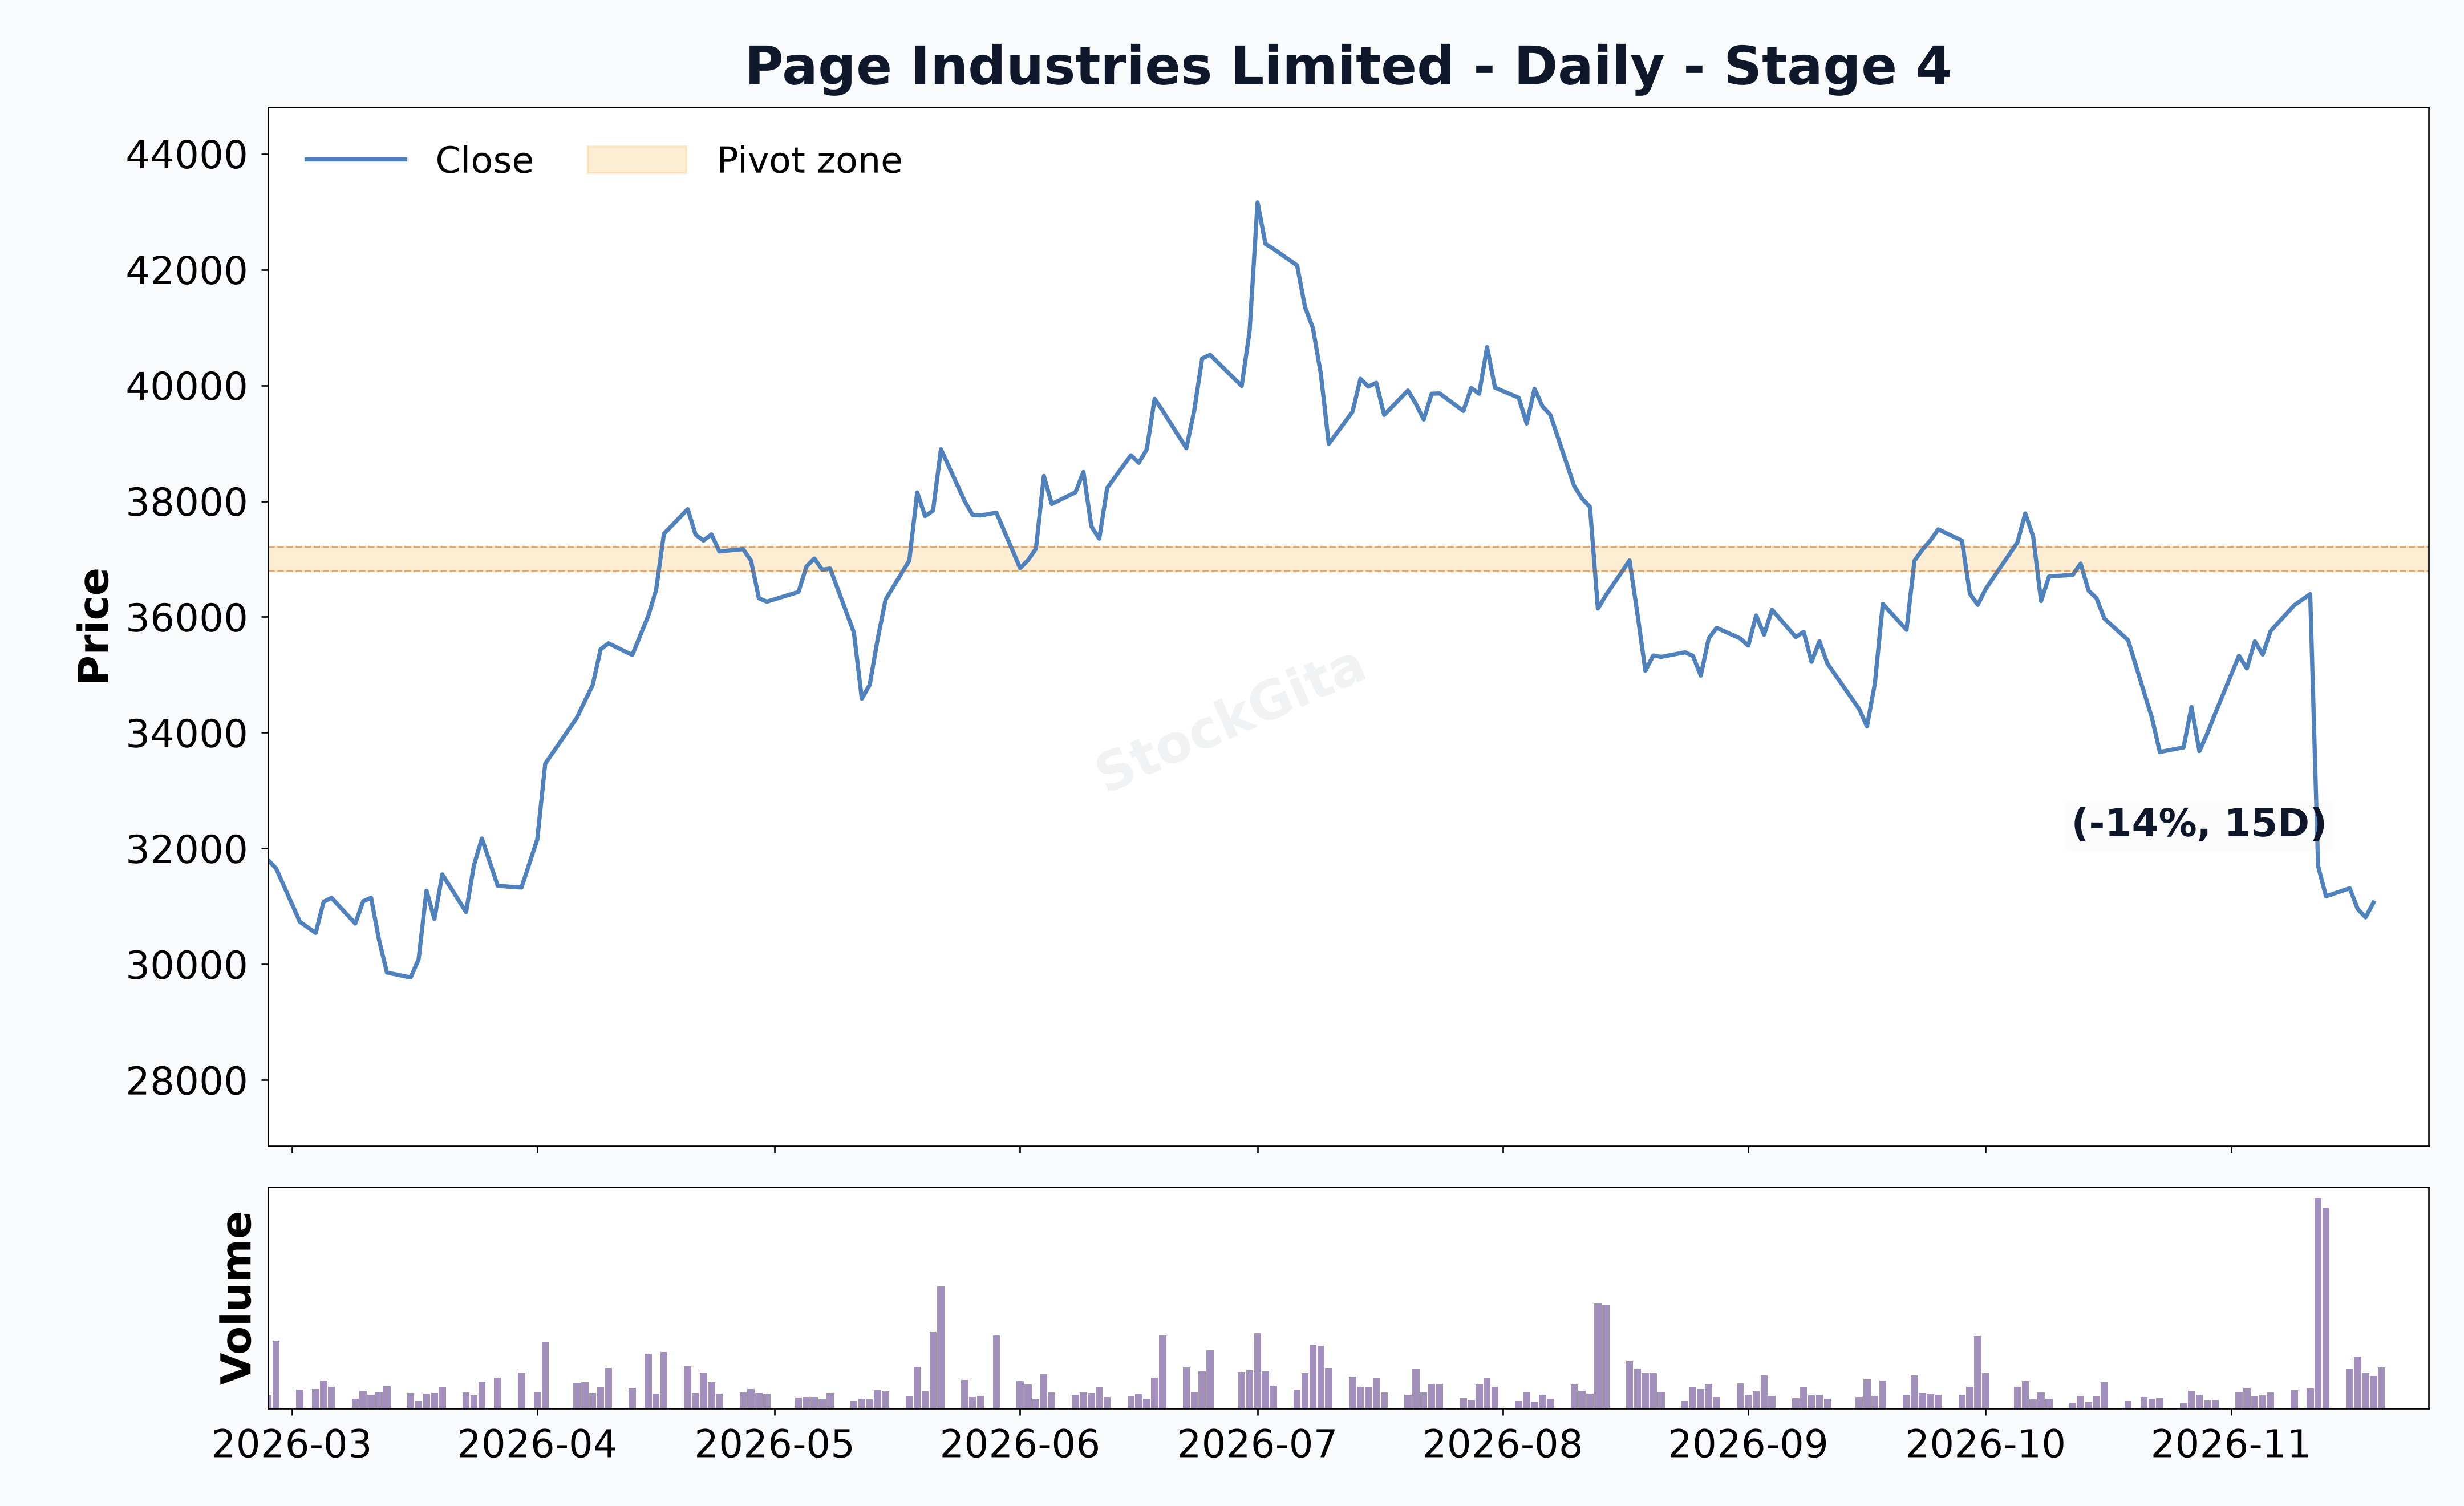 Page Industries Limited - Daily - Stage 4
Close
Pivot zone
44000
42000
40000
38000
36000
34000
32000
30000
28000
Price
StockGita
(-14%, 15D)
Volume
2026-03
2026-04
2026-05
2026-06
2026-07
2026-08
2026-09
2026-10
2026-11